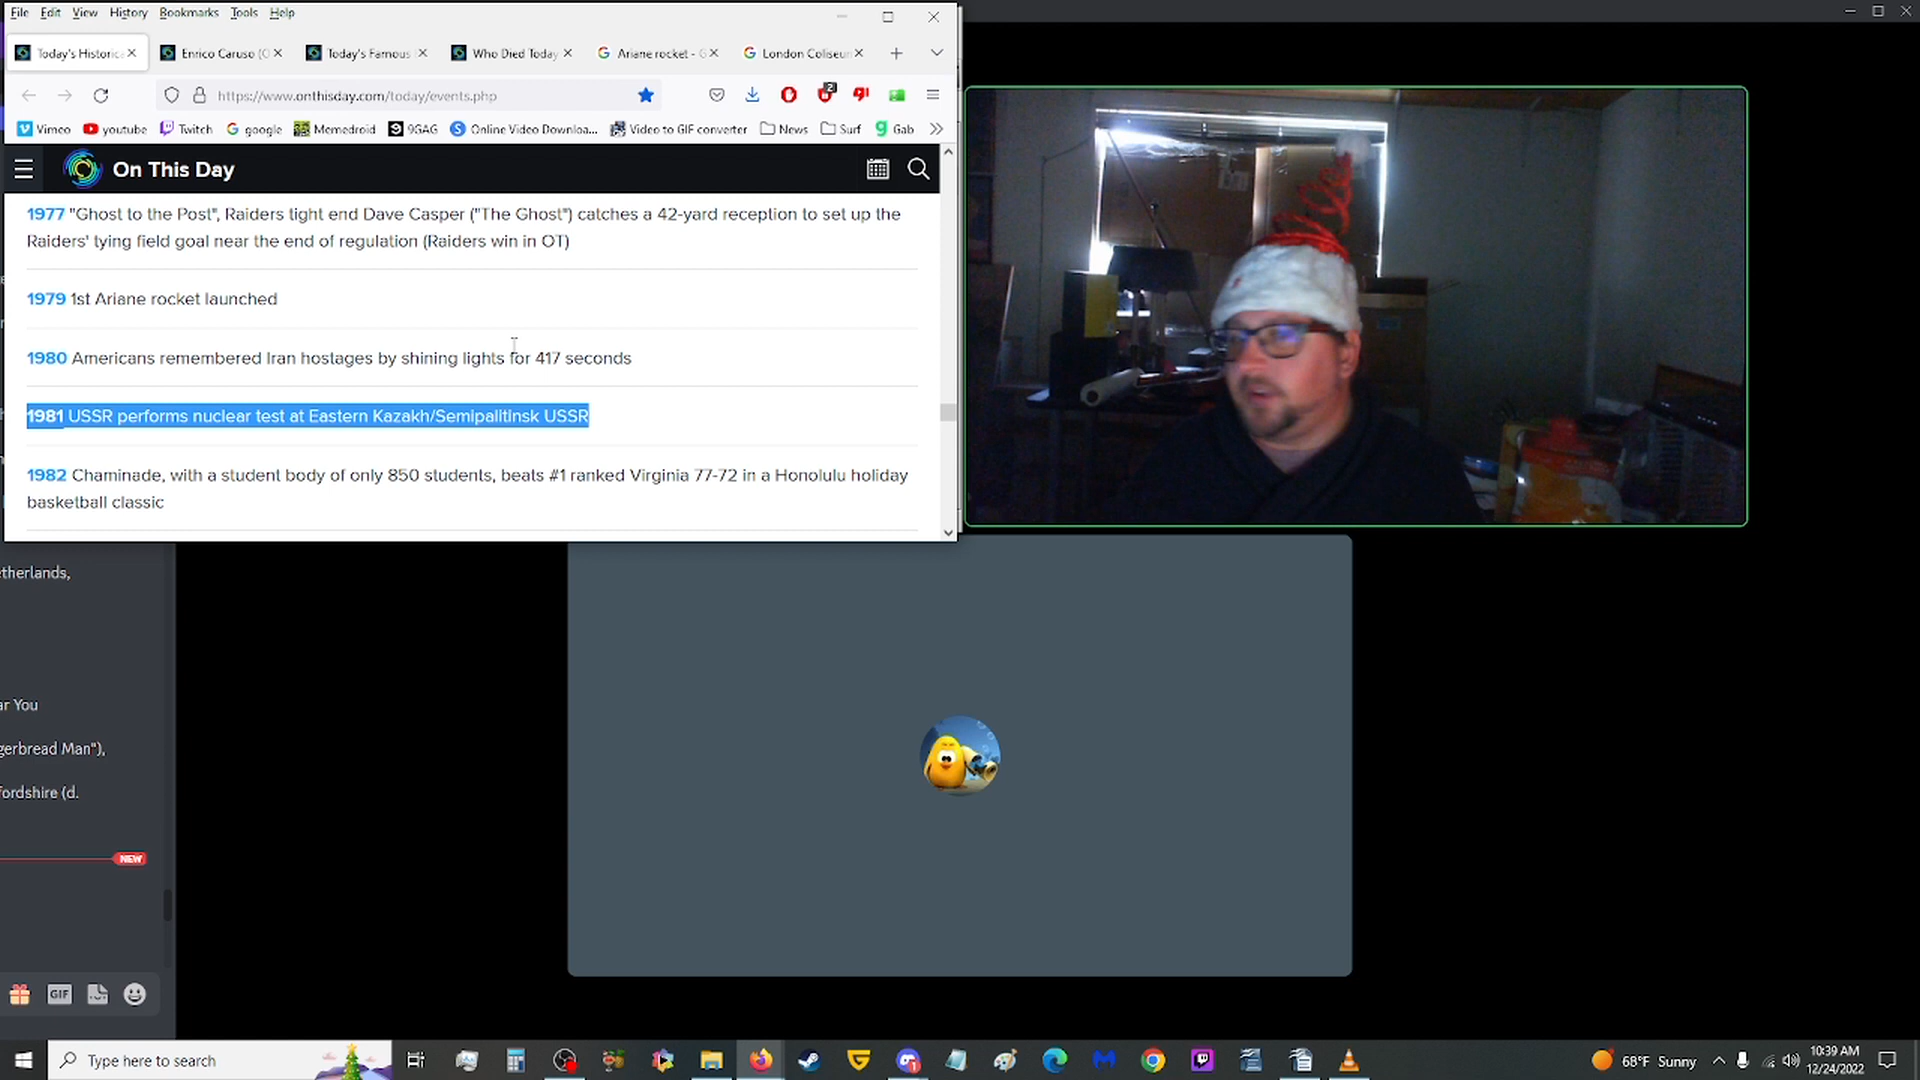 File Edit View History Bookmarks Tools Help
Today's Historica
Enrico Caruso (O
Today's Famous
Who Died Today
Ariane rocket - G
London Coliseun
https://www.onthisday.com/today/events.php
2
Vimeo youtube Twitch google Memedroid 9GAG Online Video Downloa... Video to GIF converter News Surf Gab
On This Day
1977 "Ghost to the Post", Raiders tight end Dave Casper ("The Ghost") catches a 42-yard reception to set up the
Raiders' tying field goal near the end of regulation (Raiders win in OT)
1979 1st Ariane rocket launched
1980 Americans remembered Iran hostages by shining lights for 417 seconds
1981 USSR performs nuclear test at Eastern Kazakh/Semipalitinsk USSR
1982 Chaminade, with a student body of only 850 students, beats #1 ranked Virginia 77-72 in a Honolulu holiday
basketball classic
etherlands,
ar You
gerbread Man"),
fordshire (d.
NEW
GIF
Type here to search
68°F Sunny
10:39 AM
12/24/2022